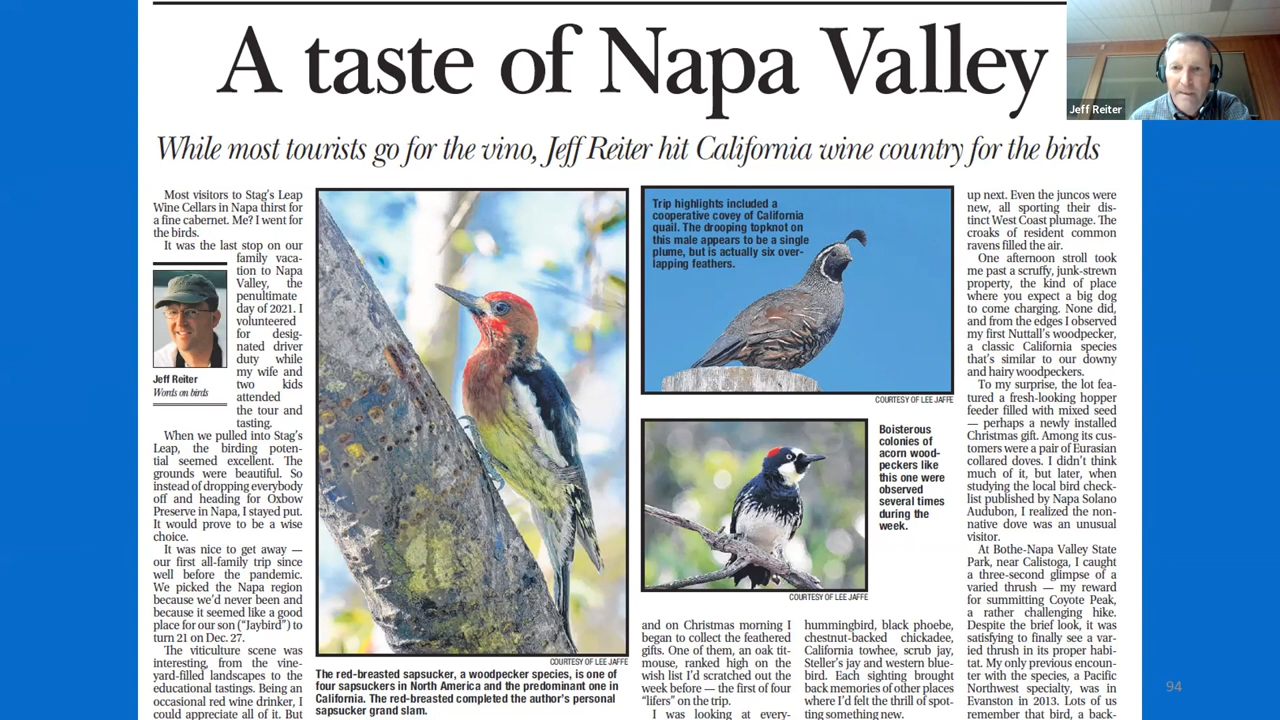 A taste of Napa Valley
Jeff Reiter
While most tourists go for the vino, Jeff Reiter hit California wine country for the birds
Most visitors to Stag's Leap
Wine Cellars in Napa thirst for
a fine cabernet. Me? I went for
the birds.
It was the last stop on our
family vaca-
tion to Napa
Valley, the
penultimate
day of 2021. I
volunteered
for desig-
nated driver
duty while
my wife and
two kids
attended
the tour and
tasting.
Jeff Reiter
Words on birds
When we pulled into Stag's
Leap, the birding poten-
tial seemed excellent. The
grounds were beautiful. So
instead of dropping everybody
off and heading for Oxbow
Preserve in Napa, I stayed put.
It would prove to be a wise
choice.
It was nice to get away —
our first all-family trip since
well before the pandemic.
We picked the Napa region
because we'd never been and
because it seemed like a good
place for our son ("Jaybird") to
turn 21 on Dec. 27.
The viticulture scene was
interesting, from the vine-
yard-filled landscapes to the
educational tastings. Being an
occasional red wine drinker, I
could appreciate all of it. But
COURTESY OF LEE JAFFE
The red-breasted sapsucker, a woodpecker species, is one of
four sapsuckers in North America and the predominant one in
California. The red-breasted completed the author's personal
sapsucker grand slam.
Trip highlights included a
cooperative covey of California
quail. The drooping topknot on
this male appears to be a single
plume, but is actually six over-
lapping feathers.
COURTESY OF LEE JAFFE
Boisterous
colonies of
acorn wood-
peckers like
this one were
observed
several times
during the
week.
COURTESY OF LEE JAFFE
and on Christmas morning I
began to collect the feathered
gifts. One of them, an oak tit-
mouse, ranked high on the
wish list I'd scratched out the
week before — the first of four
"lifers" on the trip.
I was looking at every-
hummingbird, black phoebe,
chestnut-backed chickadee,
California towhee, scrub jay,
Steller's jay and western blue-
bird. Each sighting brought
back memories of other places
where I'd felt the thrill of spot-
ting something new.
up next. Even the juncos were
new, all sporting their dis-
tinct West Coast plumage. The
croaks of resident common
ravens filled the air.
One afternoon stroll took
me past a scruffy, junk-strewn
property, the kind of place
where you expect a big dog
to come charging. None did,
and from the edges I observed
my first Nuttall's woodpecker,
a classic California species
that's similar to our downy
and hairy woodpeckers.
To my surprise, the lot fea-
tured a fresh-looking hopper
feeder filled with mixed seed
— perhaps a newly installed
Christmas gift. Among its cus-
tomers were a pair of Eurasian
collared doves. I didn't think
much of it, but later, when
studying the local bird check-
list published by Napa Solano
Audubon, I realized the non-
native dove was an unusual
visitor.
At Bothe-Napa Valley State
Park, near Calistoga, I caught
a three-second glimpse of a
varied thrush — my reward
for summiting Coyote Peak,
a rather challenging hike.
Despite the brief look, it was
satisfying to finally see a var-
ied thrush in its proper habi-
tat. My only previous encoun-
ter with the species, a Pacific
Northwest specialty, was in
Evanston in 2013. Lots of us
remember that bird, a back-
94